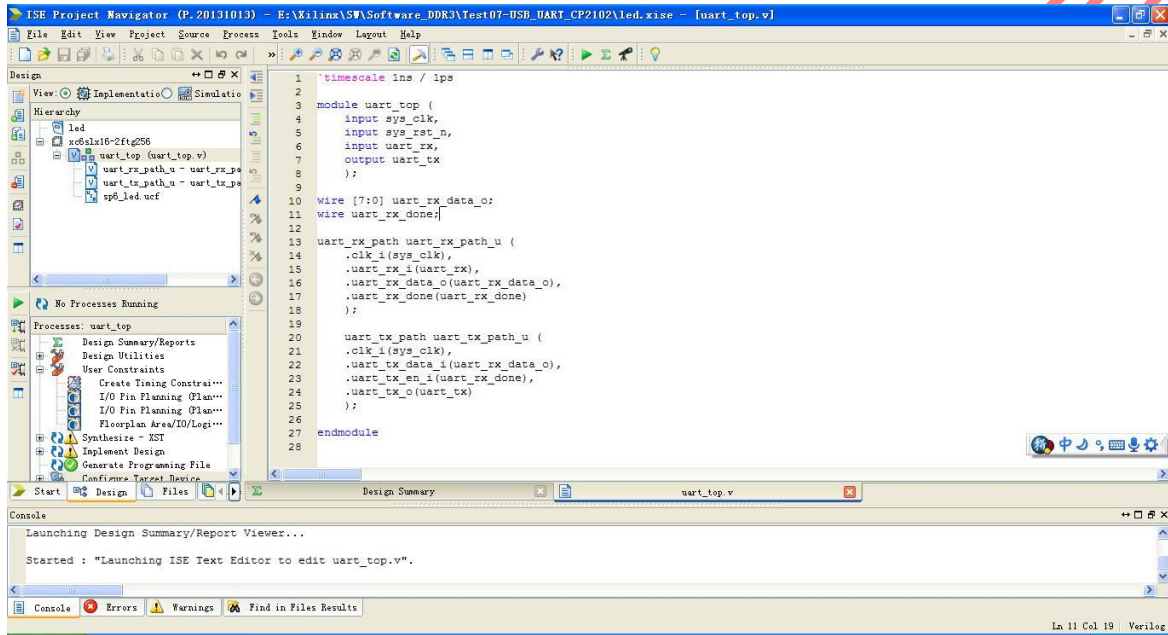 ISE Project Navigator (P.20131013) - E:\Xilinx\SW\Software_DDR3\Test07-USB_UART_CP2102\led.xise - [uart_top.v]
File Edit View Project Source Process Tools Window Layout Help
Design
View: Implementatio Simulatio
Hierarchy
led
xc6slx16-2ftg256
uart_top (uart_top.v)
uart_rx_path_u - uart_rx_pa
uart_tx_path_u - uart_tx_pa
sp6_led.ucf
No Processes Running
Processes: uart_top
Design Summary/Reports
Design Utilities
User Constraints
Create Timing Constrai···
I/O Pin Planning (Plan···
I/O Pin Planning (Plan···
Floorplan Area/IO/Logi···
Synthesize - XST
Implement Design
Generate Programming File
Configure Target Device
Start Design Files
1 `timescale 1ns / 1ps
2
3 module uart_top (
4 input sys_clk,
5 input sys_rst_n,
6 input uart_rx,
7 output uart_tx
8 );
9
10 wire [7:0] uart_rx_data_o;
11 wire uart_rx_done;
12
13 uart_rx_path uart_rx_path_u (
14 .clk_i(sys_clk),
15 .uart_rx_i(uart_rx),
16 .uart_rx_data_o(uart_rx_data_o),
17 .uart_rx_done(uart_rx_done)
18 );
19
20 uart_tx_path uart_tx_path_u (
21 .clk_i(sys_clk),
22 .uart_tx_data_i(uart_rx_data_o),
23 .uart_tx_en_i(uart_rx_done),
24 .uart_tx_o(uart_tx)
25 );
26
27 endmodule
28
中
Design Summary uart_top.v
Console
Launching Design Summary/Report Viewer...
Started : "Launching ISE Text Editor to edit uart_top.v".
Console Errors Warnings Find in Files Results
Ln 11 Col 19 Verilog